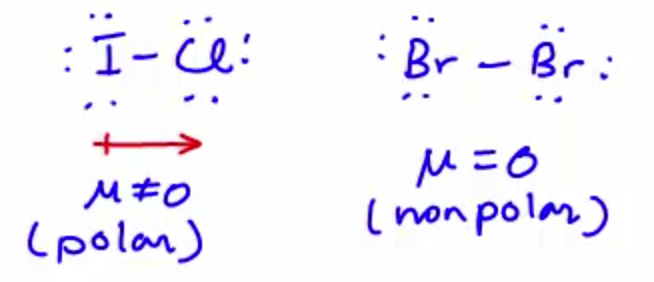 :I-Cl: :Br-Br:
μ≠0 μ=0
(polar) (nonpolar)